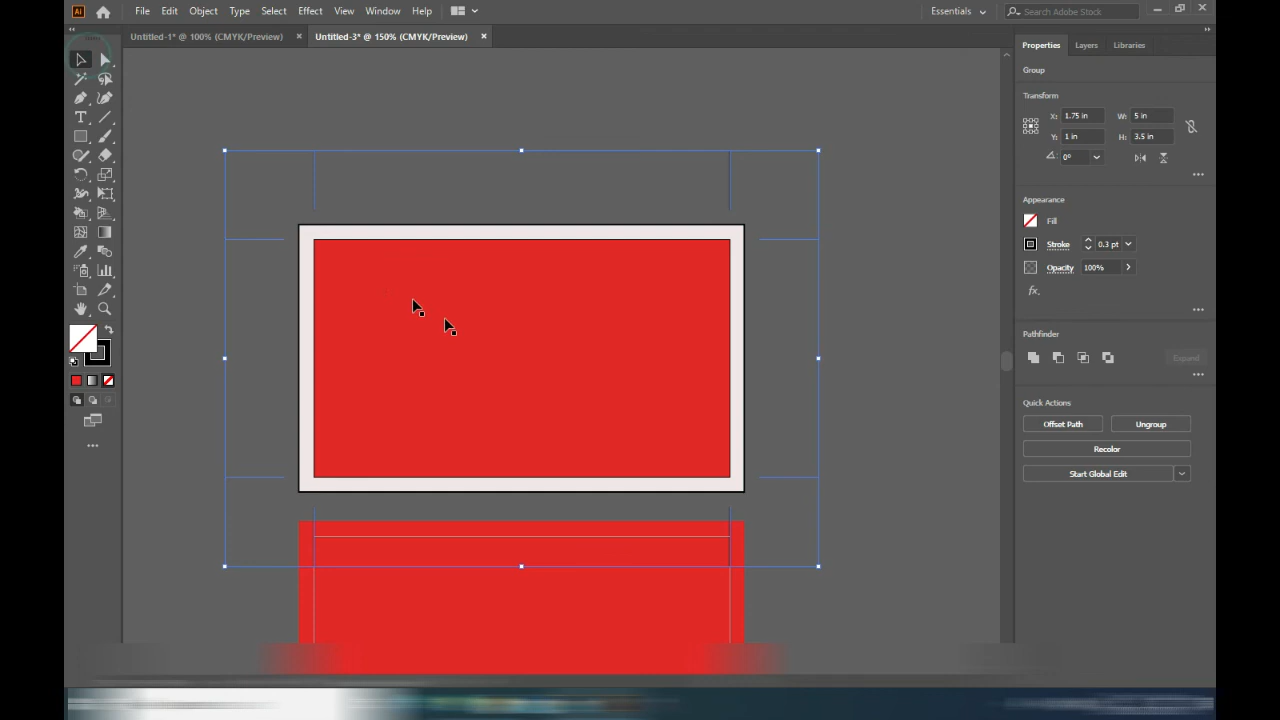 Ai File Edit Object Type Select Effect View Window Help Essentials Search Adobe Stock
Untitled-1* @ 100% (CMYK/Preview) × Untitled-3* @ 150% (CMYK/Preview) ×
Properties Layers Libraries
Group
Transform
X: 1.75 in W: 5 in
Y: 1 in H: 3.5 in
0°
Appearance
Fill
Stroke 0.3 pt
Opacity 100%
fx.
Pathfinder
Expand
Quick Actions
Offset Path Ungroup
Recolor
Start Global Edit